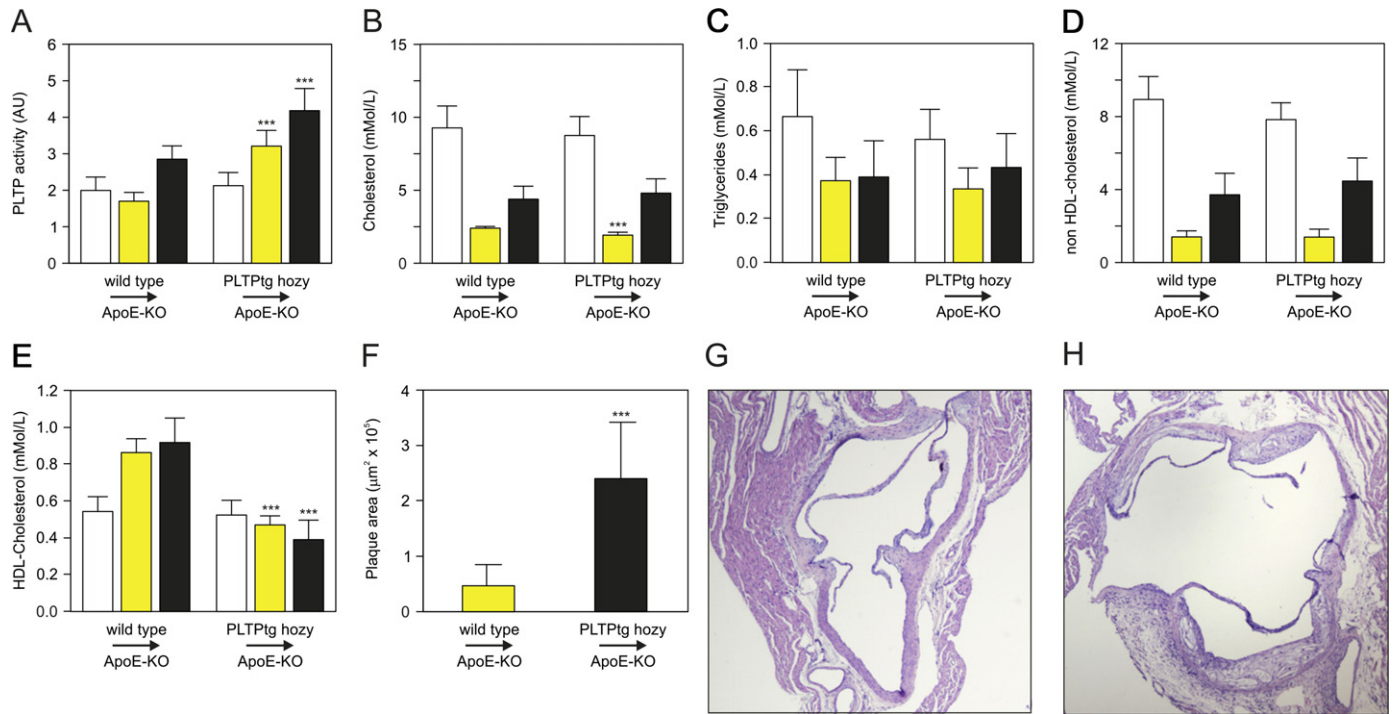 A
PLTP activity (AU)
6
5
4
3
2
1
0
***
***
wild type
ApoE-KO
PLTPtg hozy
ApoE-KO
B
Cholesterol (mMol/L)
15
10
5
0
***
wild type
ApoE-KO
PLTPtg hozy
ApoE-KO
C
Triglycerides (mMol/L)
1.0
0.8
0.6
0.4
0.2
0.0
wild type
ApoE-KO
PLTPtg hozy
ApoE-KO
D
non HDL-cholesterol (mMol/L)
12
8
4
0
wild type
ApoE-KO
PLTPtg hozy
ApoE-KO
E
HDL-Cholesterol (mMol/L)
1.2
1.0
0.8
0.6
0.4
0.2
0.0
***
***
wild type
ApoE-KO
PLTPtg hozy
ApoE-KO
F
Plaque area (µm² x 10⁵)
4
3
2
1
0
***
wild type
ApoE-KO
PLTPtg hozy
ApoE-KO
G
H